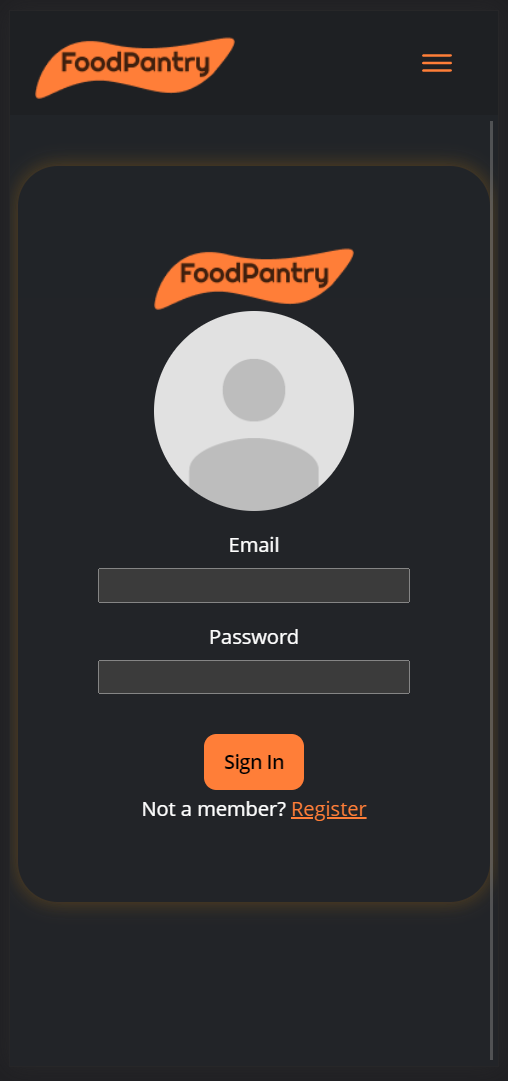 FoodPantry
FoodPantry
Email
Password
Sign In
Not a member? Register